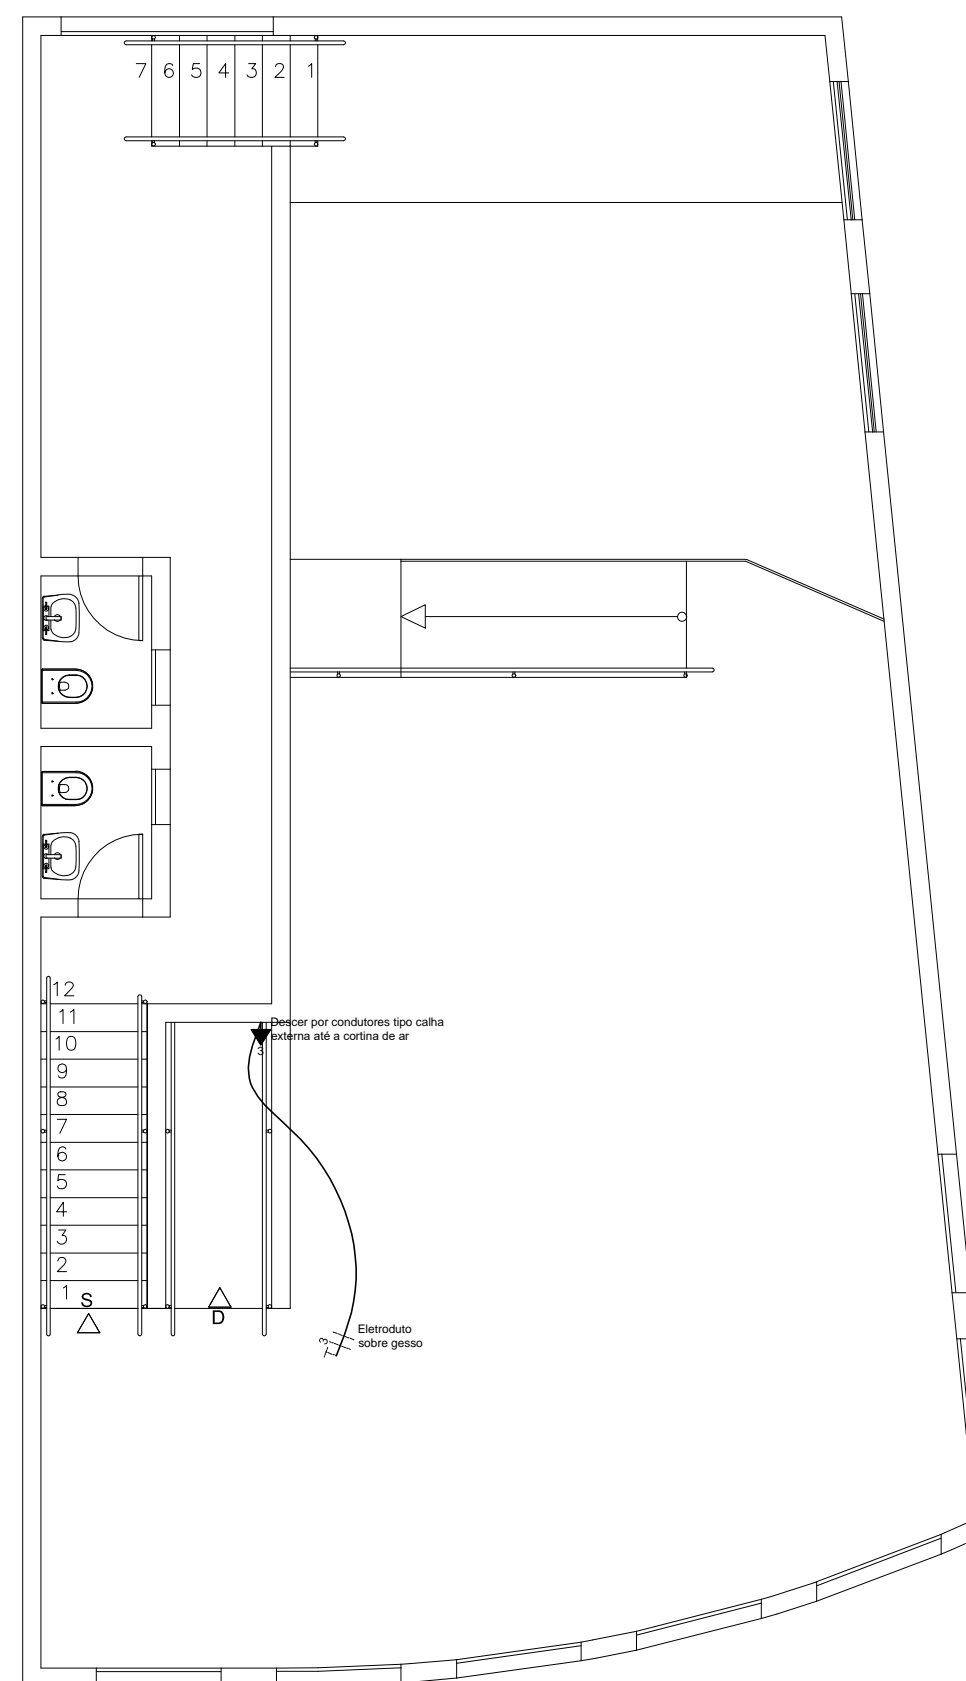 7 6 5 4 3 2 1
12
11
10
9
8
7
6
5
4
3
2
1
S
D
Descer por condutores tipo calha
externa até a cortina de ar
3
Eletroduto
sobre gesso
3
T